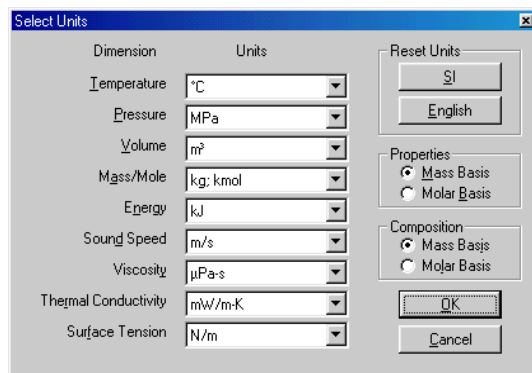 Select Units
Dimension Units
Temperature °C
Pressure MPa
Volume m³
Mass/Mole kg; kmol
Energy kJ
Sound Speed m/s
Viscosity µPa-s
Thermal Conductivity mW/m-K
Surface Tension N/m
Reset Units
SI
English
Properties
Mass Basis
Molar Basis
Composition
Mass Basis
Molar Basis
OK
Cancel